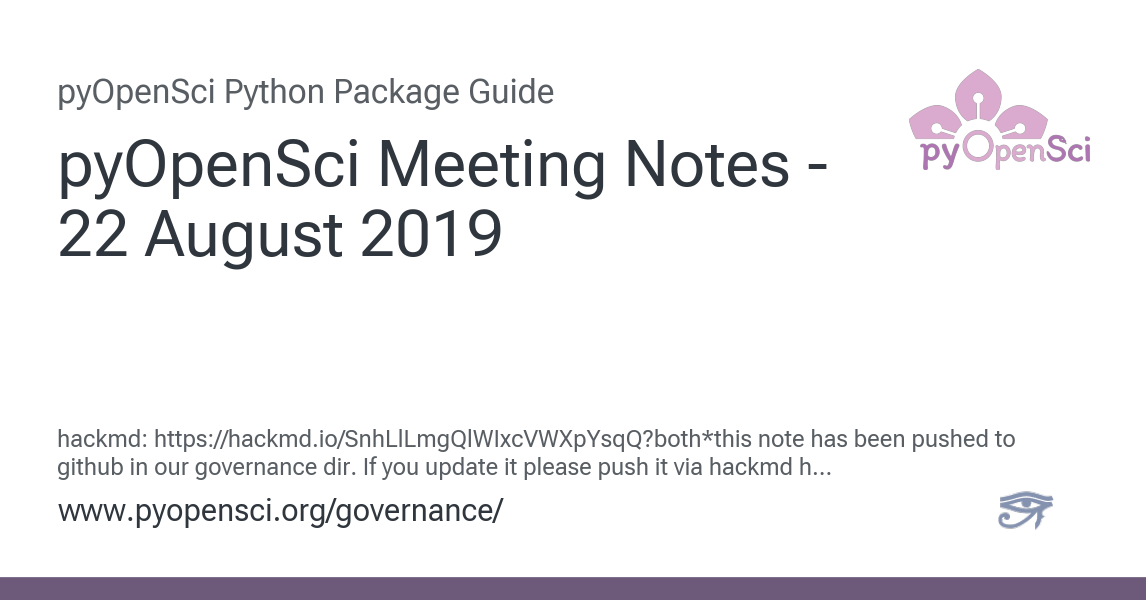 pyOpenSci Python Package Guide
pyOpenSci Meeting Notes -
22 August 2019
pyOpenSci
hackmd: https://hackmd.io/SnhLlLmgQlWIxcVWXpYsqQ?both*this note has been pushed to
github in our governance dir. If you update it please push it via hackmd h...
www.pyopensci.org/governance/